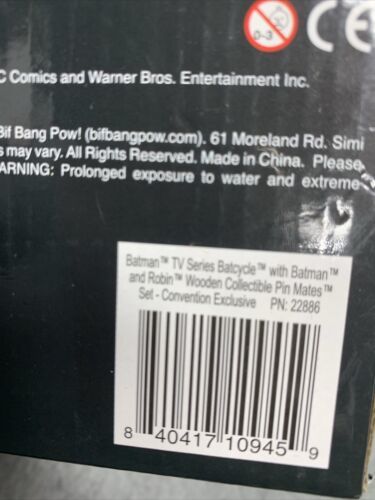 0-3
CE
C Comics and Warner Bros. Entertainment Inc.
Bif Bang Pow! (bifbangpow.com). 61 Moreland Rd. Simi
s may vary. All Rights Reserved. Made in China. Please
WARNING: Prolonged exposure to water and extreme
Batman™ TV Series Batcycle™ with Batman™
and Robin™ Wooden Collectible Pin Mates™
Set - Convention Exclusive PN: 22886
8 40417 10945 9